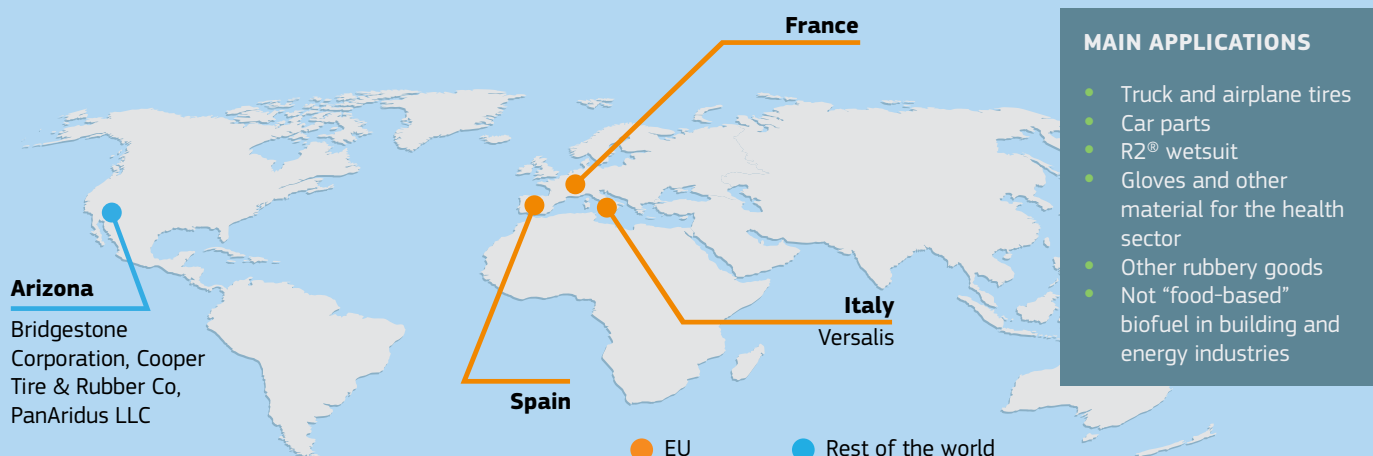 France
MAIN APPLICATIONS
• Truck and airplane tires
• Car parts
• R2® wetsuit
• Gloves and other
material for the health
sector
• Other rubbery goods
• Not “food-based”
biofuel in building and
energy industries
Arizona
Bridgestone
Corporation, Cooper
Tire & Rubber Co,
PanAridus LLC
Italy
Versalis
Spain
EU
Rest of the world